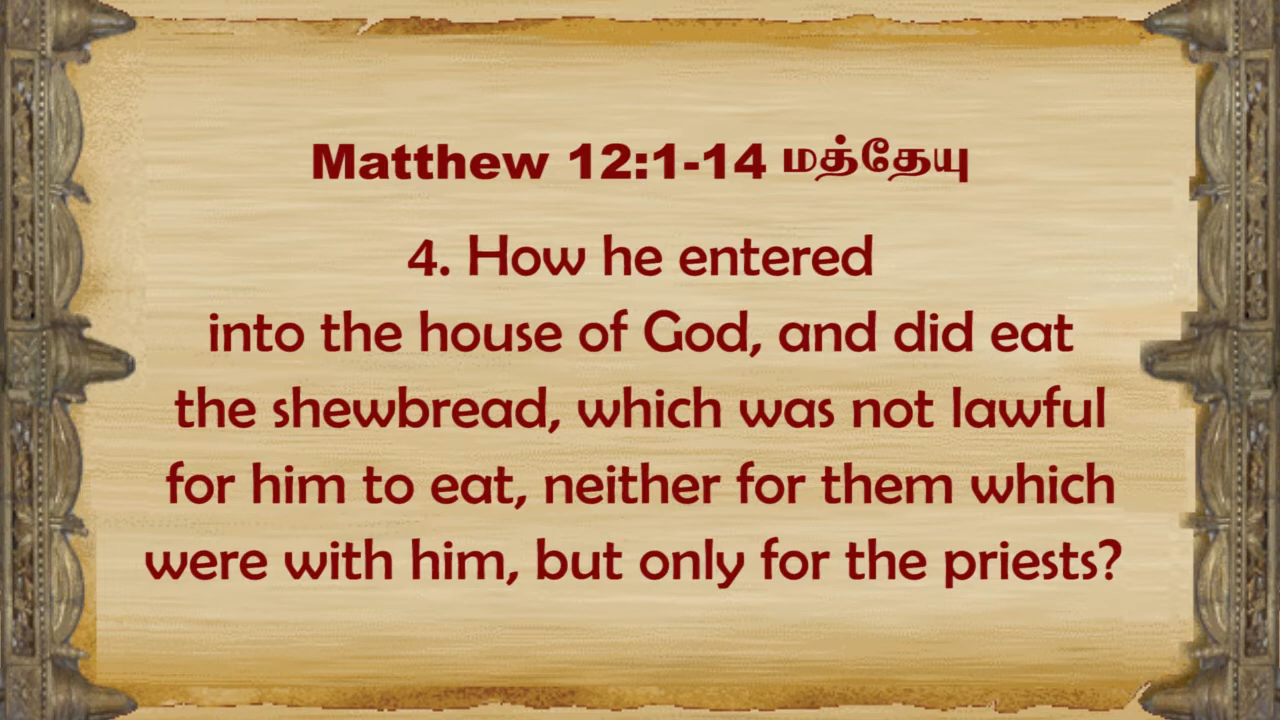 Matthew 12:1-14 மத்தேயு
4. How he entered
into the house of God, and did eat
the shewbread, which was not lawful
for him to eat, neither for them which
were with him, but only for the priests?